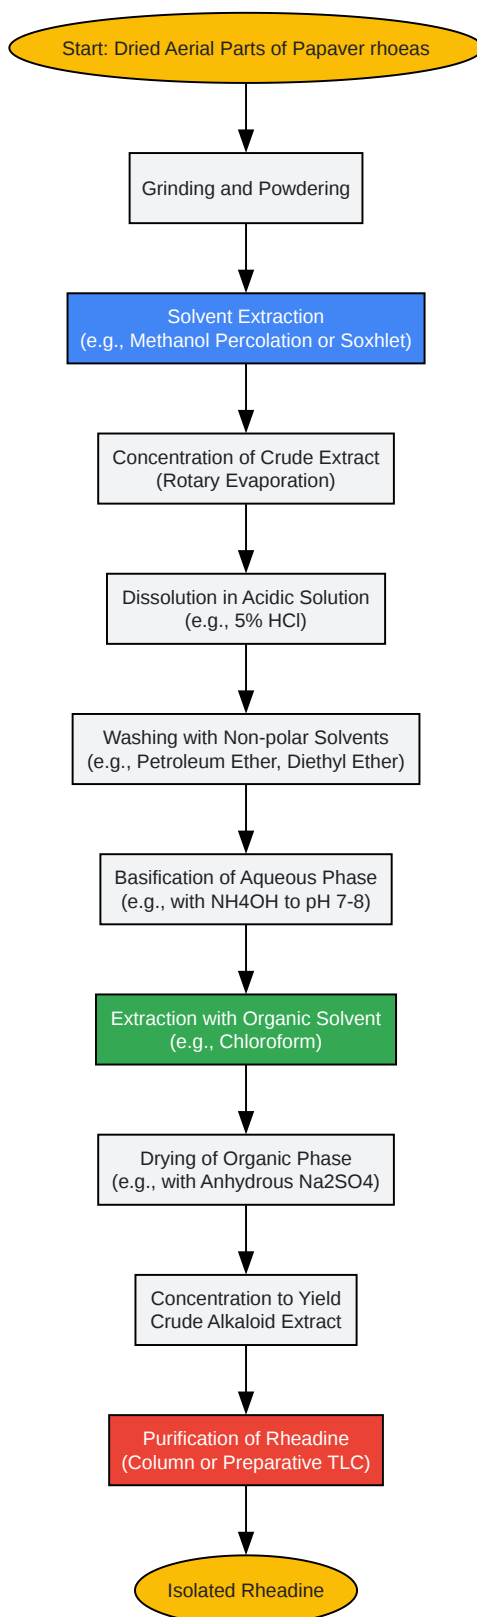 Start: Dried Aerial Parts of Papaver rhoeas
Grinding and Powdering
Solvent Extraction
(e.g., Methanol Percolation or Soxhlet)
Concentration of Crude Extract
(Rotary Evaporation)
Dissolution in Acidic Solution
(e.g., 5% HCl)
Washing with Non-polar Solvents
(e.g., Petroleum Ether, Diethyl Ether)
Basification of Aqueous Phase
(e.g., with NH4OH to pH 7-8)
Extraction with Organic Solvent
(e.g., Chloroform)
Drying of Organic Phase
(e.g., with Anhydrous Na2SO4)
Concentration to Yield
Crude Alkaloid Extract
Purification of Rheadine
(Column or Preparative TLC)
Isolated Rheadine